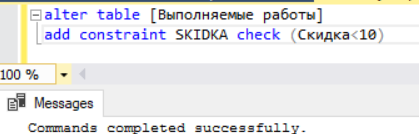 alter table [Выполняемые работы]
add constraint SKIDKA check (Скидка<10)
100 %
Messages
Commands completed successfully.